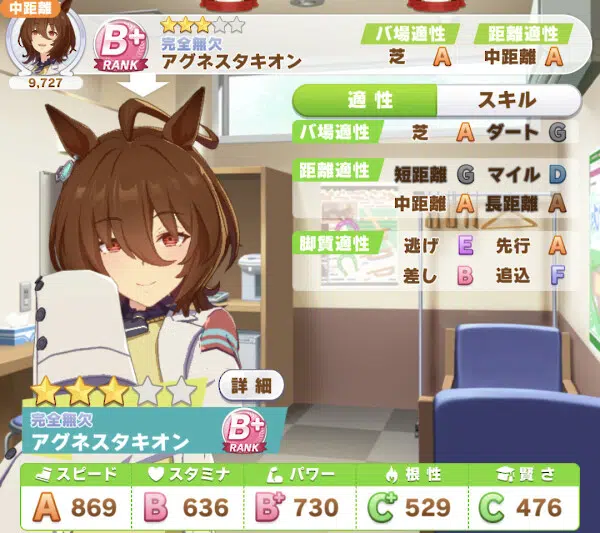 中距離
9,727
B+
RANK
完全無欠
アグネスタキオン
バ場適性
芝 A
距離適性
中距離 A
適性
スキル
バ場適性 芝 A ダート G
距離適性 短距離 G マイル D
中距離 A 長距離 A
脚質適性 逃げ E 先行 A
差し B 追込 F
詳細
完全無欠
アグネスタキオン
B+
RANK
スピード スタミナ パワー 根性 賢さ
A 869 B 636 B+ 730 C+ 529 C 476